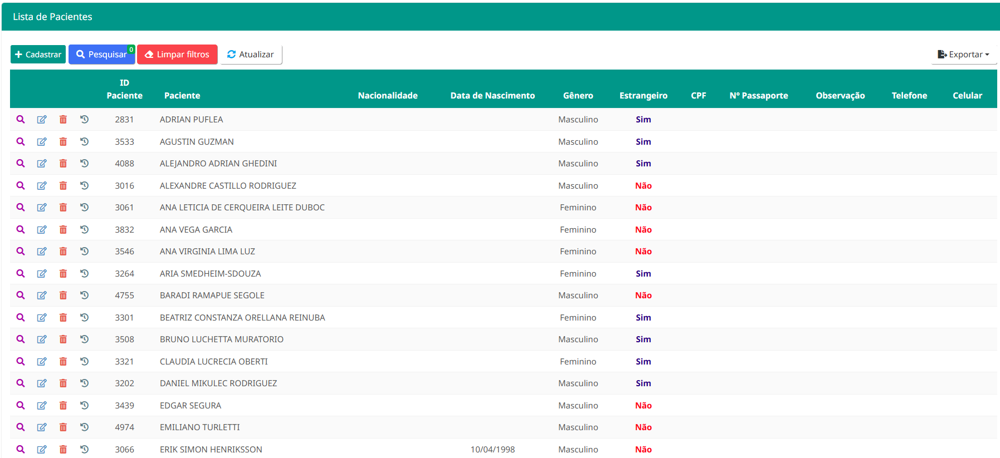 Lista de Pacientes
Cadastrar Pesquisar 0 Limpar filtros Atualizar Exportar
ID Paciente Paciente Nacionalidade Data de Nascimento Gênero Estrangeiro CPF Nº Passaporte Observação Telefone Celular
2831 ADRIAN PUFLEA Masculino Sim
3533 AGUSTIN GUZMAN Masculino Sim
4088 ALEJANDRO ADRIAN GHEDINI Masculino Sim
3016 ALEXANDRE CASTILLO RODRIGUEZ Masculino Não
3061 ANA LETICIA DE CERQUEIRA LEITE DUBOC Feminino Não
3832 ANA VEGA GARCIA Feminino Não
3546 ANA VIRGINIA LIMA LUZ Feminino Não
3264 ARIA SMEDHEIM-SDOUZA Feminino Sim
4755 BARADI RAMAPUE SEGOLE Masculino Não
3301 BEATRIZ CONSTANZA ORELLANA REINUBA Feminino Sim
3508 BRUNO LUCHETTA MURATORIO Masculino Sim
3321 CLAUDIA LUCRECIA OBERTI Feminino Sim
3202 DANIEL MIKULEC RODRIGUEZ Masculino Sim
3439 EDGAR SEGURA Masculino Não
4974 EMILIANO TURLETTI Masculino Não
3066 ERIK SIMON HENRIKSSON 10/04/1998 Masculino Não